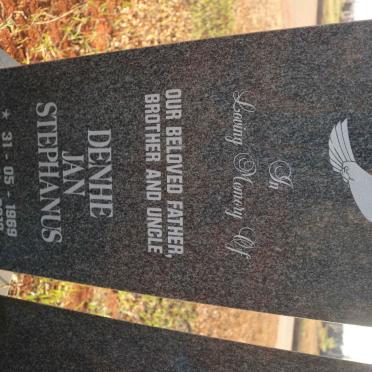 In
Loving Memory Of
OUR BELOVED FATHER,
BROTHER AND UNCLE
DENHE
JAN
STEPHANUS
★ 31 - 05 - 1969